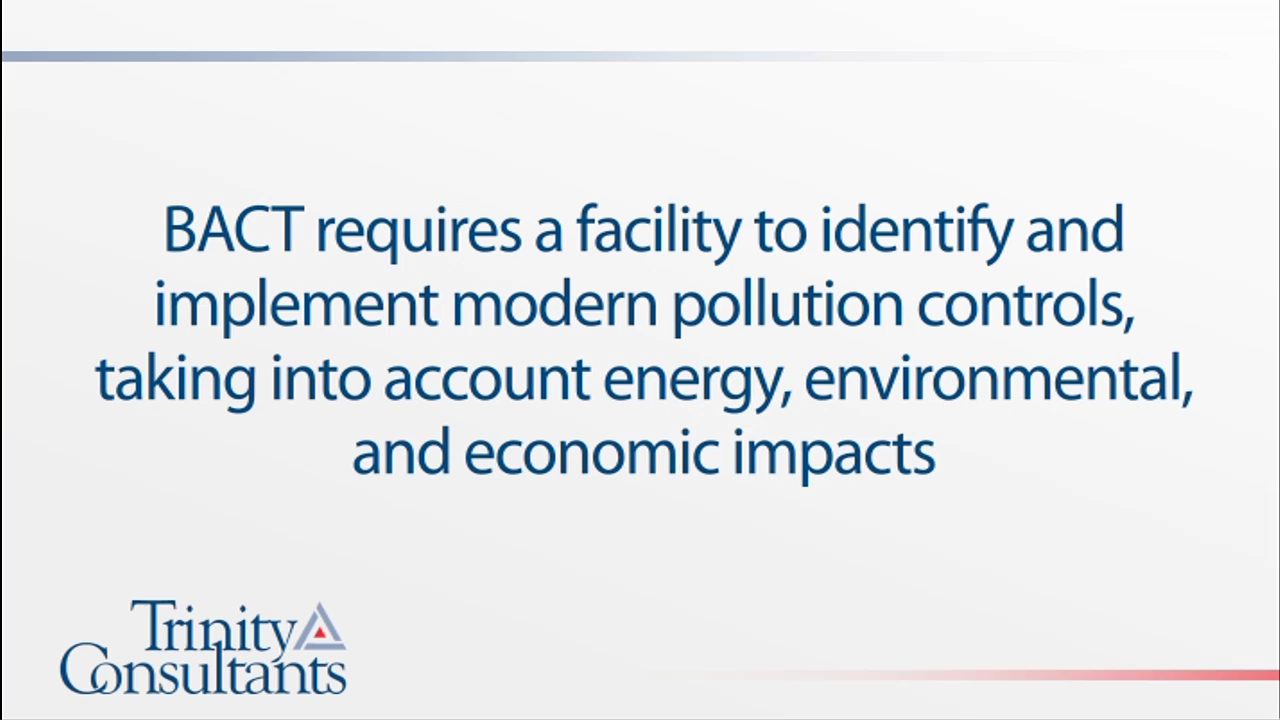 BACT requires a facility to identify and
implement modern pollution controls,
taking into account energy, environmental,
and economic impacts
Trinity
Consultants